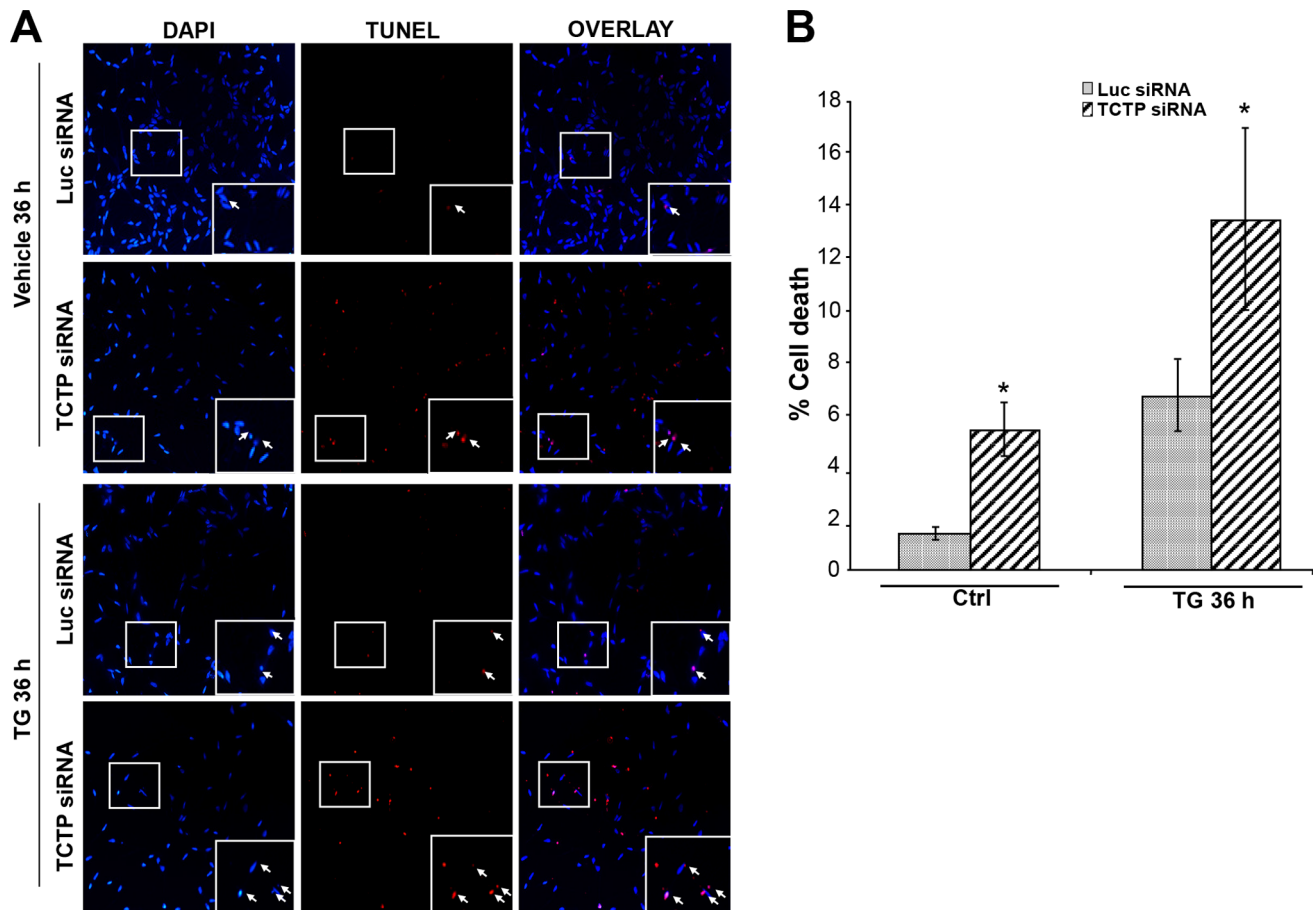 A
DAPI
TUNEL
OVERLAY
Vehicle 36 h
Luc siRNA
TCTP siRNA
TG 36 h
Luc siRNA
TCTP siRNA
B
Luc siRNA
TCTP siRNA
% Cell death
18
16
14
12
10
8
6
4
2
0
*
*
Ctrl
TG 36 h